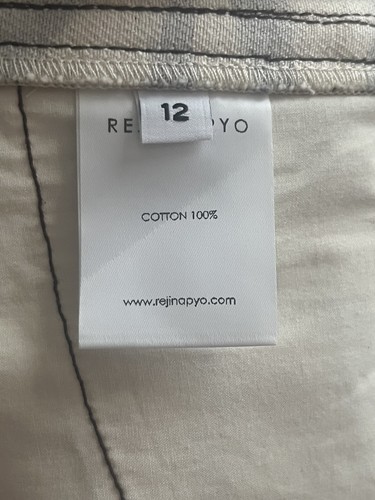 12
RE PYO
COTTON 100%
www.rejinapyo.com